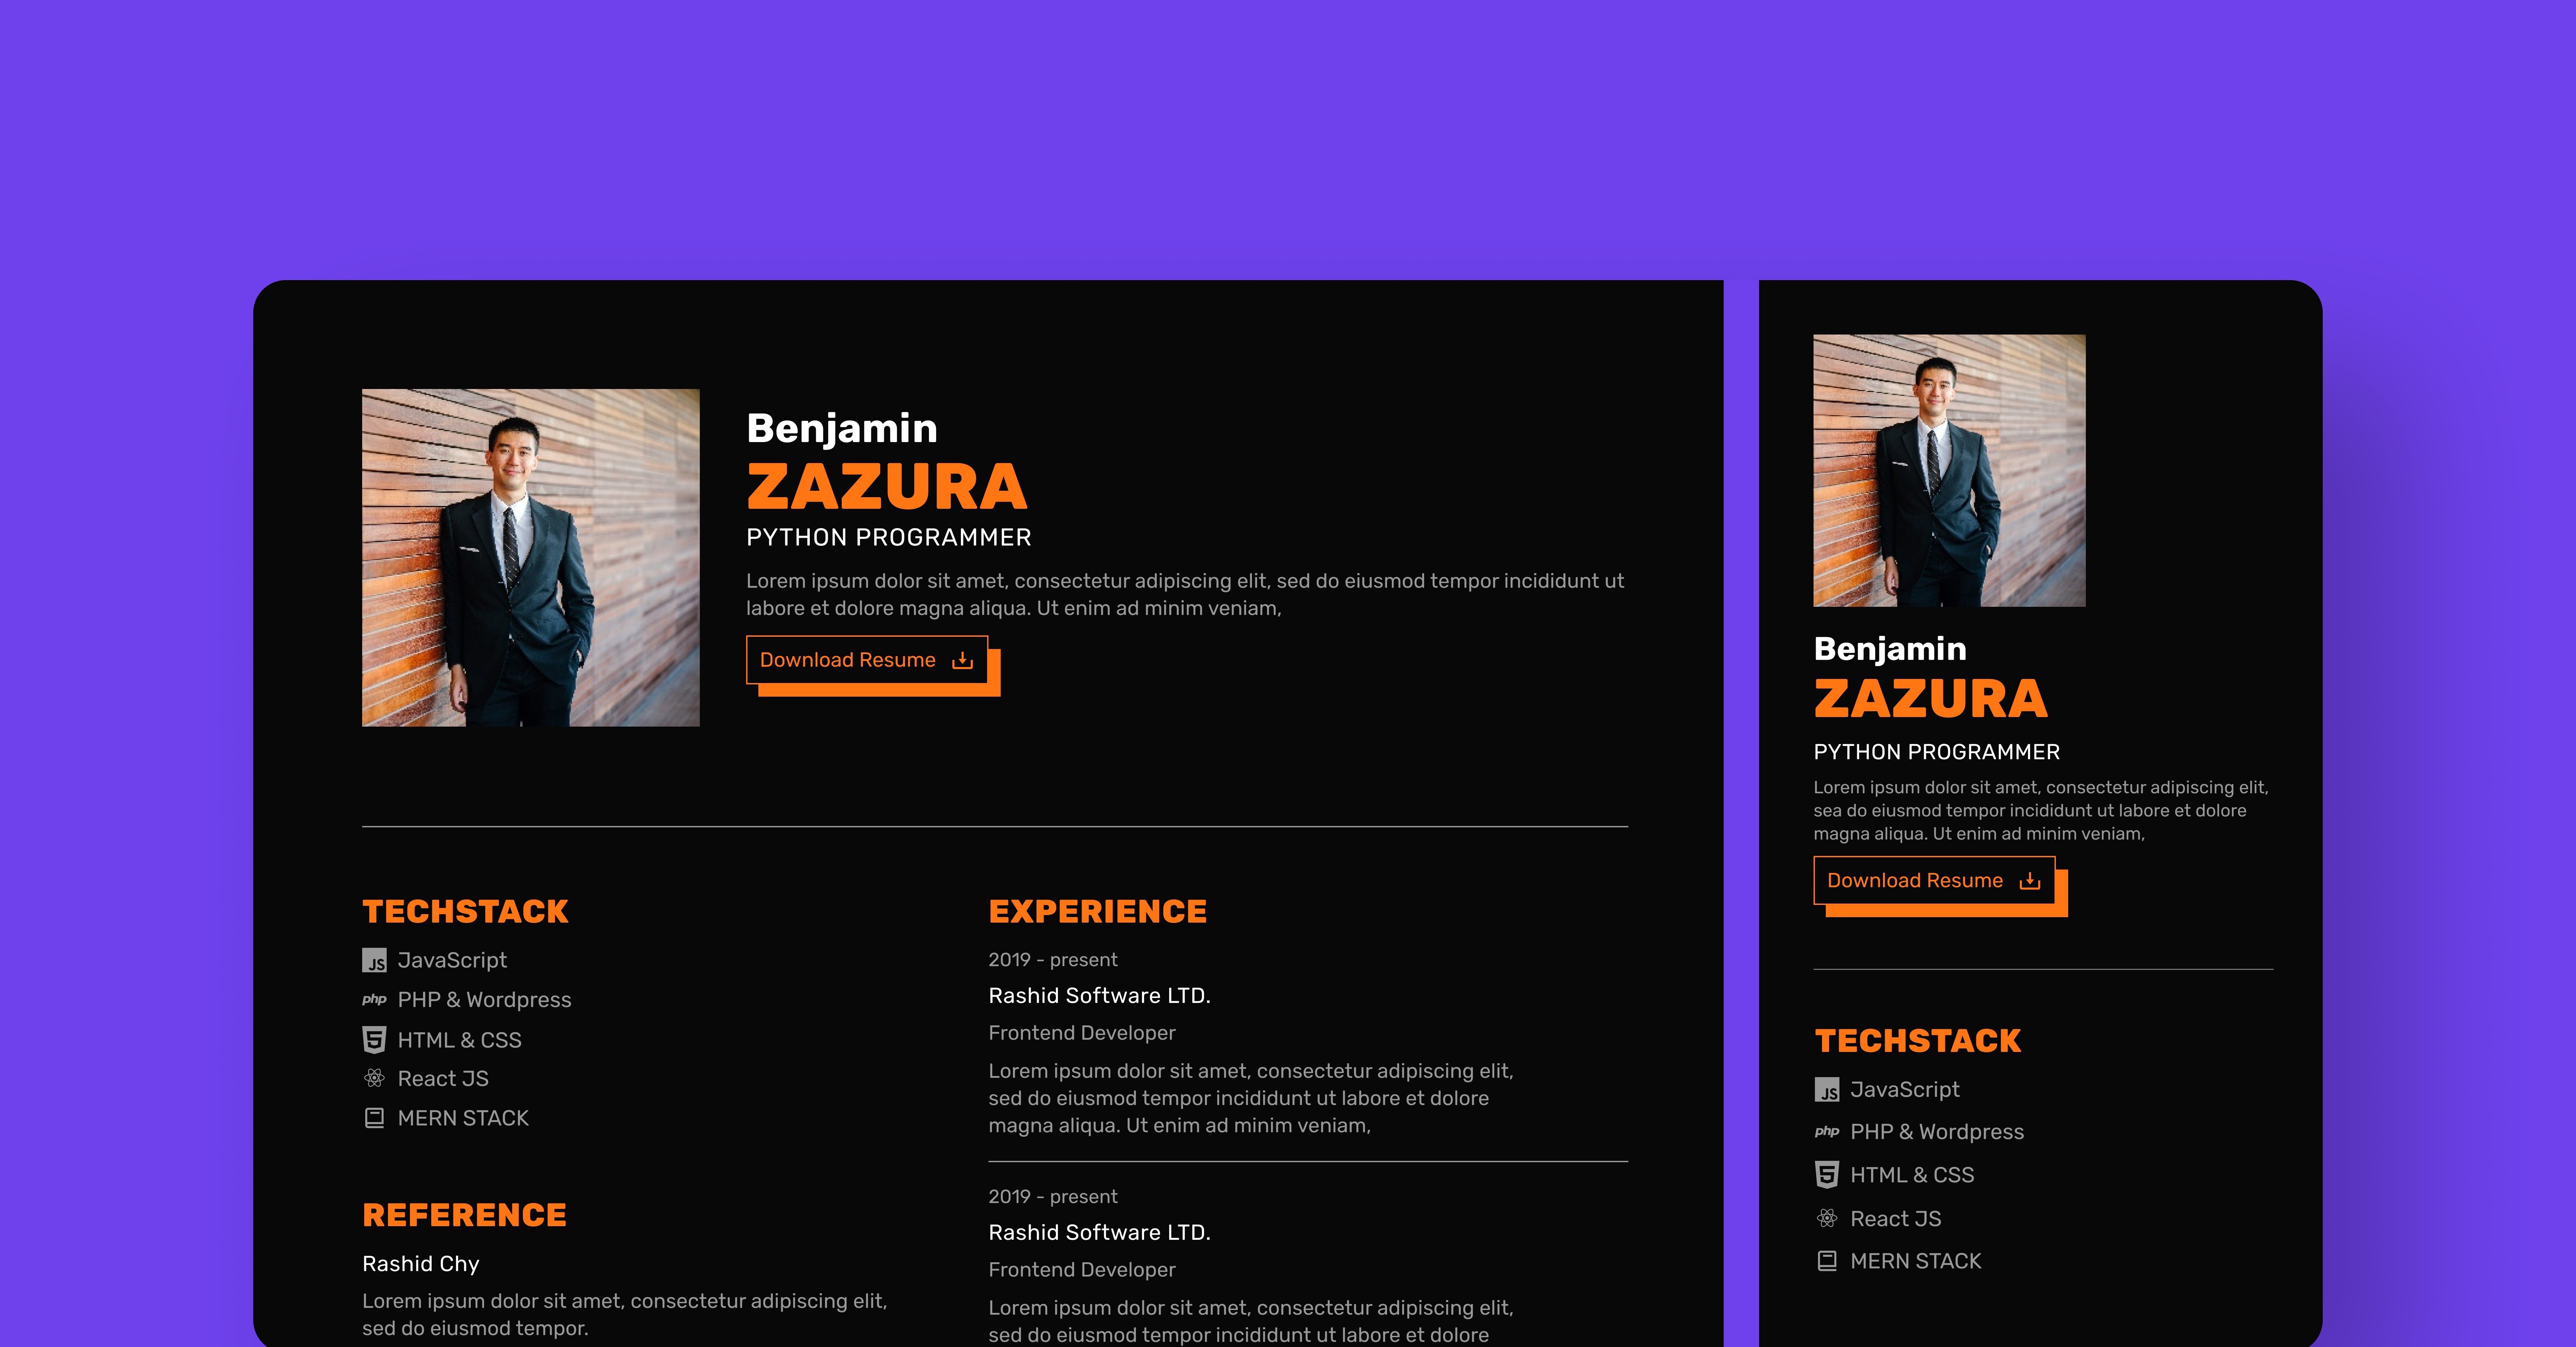 Benjamin
ZAZURA
PYTHON PROGRAMMER
Lorem ipsum dolor sit amet, consectetur adipiscing elit, sed do eiusmod tempor incididunt ut
labore et dolore magna aliqua. Ut enim ad minim veniam,
Download Resume
TECHSTACK
JS JavaScript
php PHP & Wordpress
5 HTML & CSS
React JS
MERN STACK
REFERENCE
Rashid Chy
Lorem ipsum dolor sit amet, consectetur adipiscing elit,
sed do eiusmod tempor.
EXPERIENCE
2019 - present
Rashid Software LTD.
Frontend Developer
Lorem ipsum dolor sit amet, consectetur adipiscing elit,
sed do eiusmod tempor incididunt ut labore et dolore
magna aliqua. Ut enim ad minim veniam,
2019 - present
Rashid Software LTD.
Frontend Developer
Lorem ipsum dolor sit amet, consectetur adipiscing elit,
sed do eiusmod tempor incididunt ut labore et dolore
Benjamin
ZAZURA
PYTHON PROGRAMMER
Lorem ipsum dolor sit amet, consectetur adipiscing elit,
sea do eiusmod tempor incididunt ut labore et dolore
magna aliqua. Ut enim ad minim veniam,
Download Resume
TECHSTACK
JS JavaScript
php PHP & Wordpress
5 HTML & CSS
React JS
MERN STACK